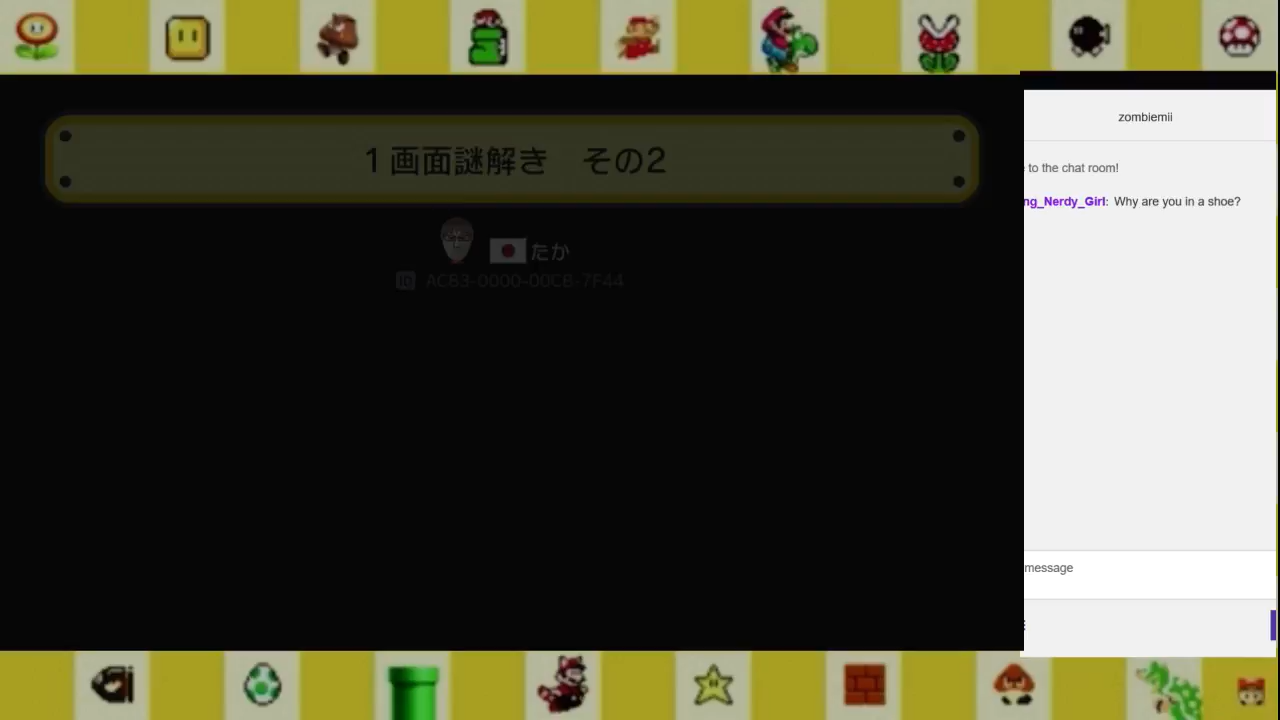 1画面謎解き　その2
たか
ID ACB3-0000-00CB-7F44
zombiemii
to the chat room!
ng_Nerdy_Girl: Why are you in a shoe?
message